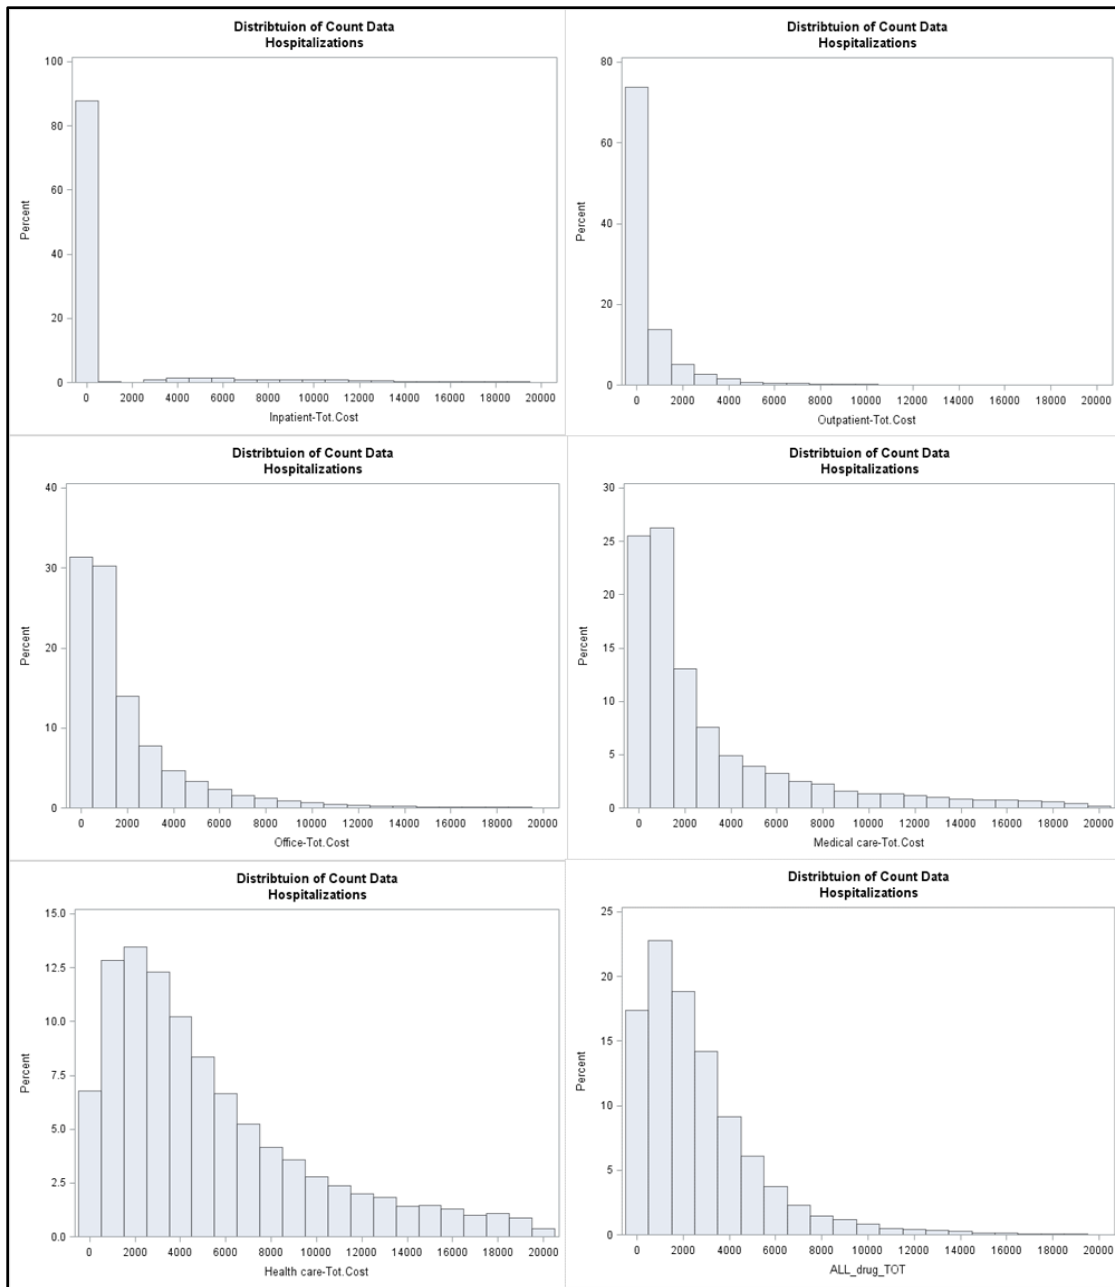 Distribtuion of Count Data
Hospitalizations
100
80
60
40
20
0
Percent
0 2000 4000 6000 8000 10000 12000 14000 16000 18000 20000
Inpatient-Tot.Cost
Distribtuion of Count Data
Hospitalizations
80
60
40
20
0
Percent
0 2000 4000 6000 8000 10000 12000 14000 16000 18000 20000
Outpatient-Tot.Cost
Distribtuion of Count Data
Hospitalizations
40
30
20
10
0
Percent
0 2000 4000 6000 8000 10000 12000 14000 16000 18000 20000
Office-Tot.Cost
Distribtuion of Count Data
Hospitalizations
30
25
20
15
10
5
0
Percent
0 2000 4000 6000 8000 10000 12000 14000 16000 18000 20000
Medical care-Tot.Cost
Distribtuion of Count Data
Hospitalizations
15.0
12.5
10.0
7.5
5.0
2.5
0.0
Percent
0 2000 4000 6000 8000 10000 12000 14000 16000 18000 20000
Health care-Tot.Cost
Distribtuion of Count Data
Hospitalizations
25
20
15
10
5
0
Percent
0 2000 4000 6000 8000 10000 12000 14000 16000 18000 20000
ALL_drug_TOT